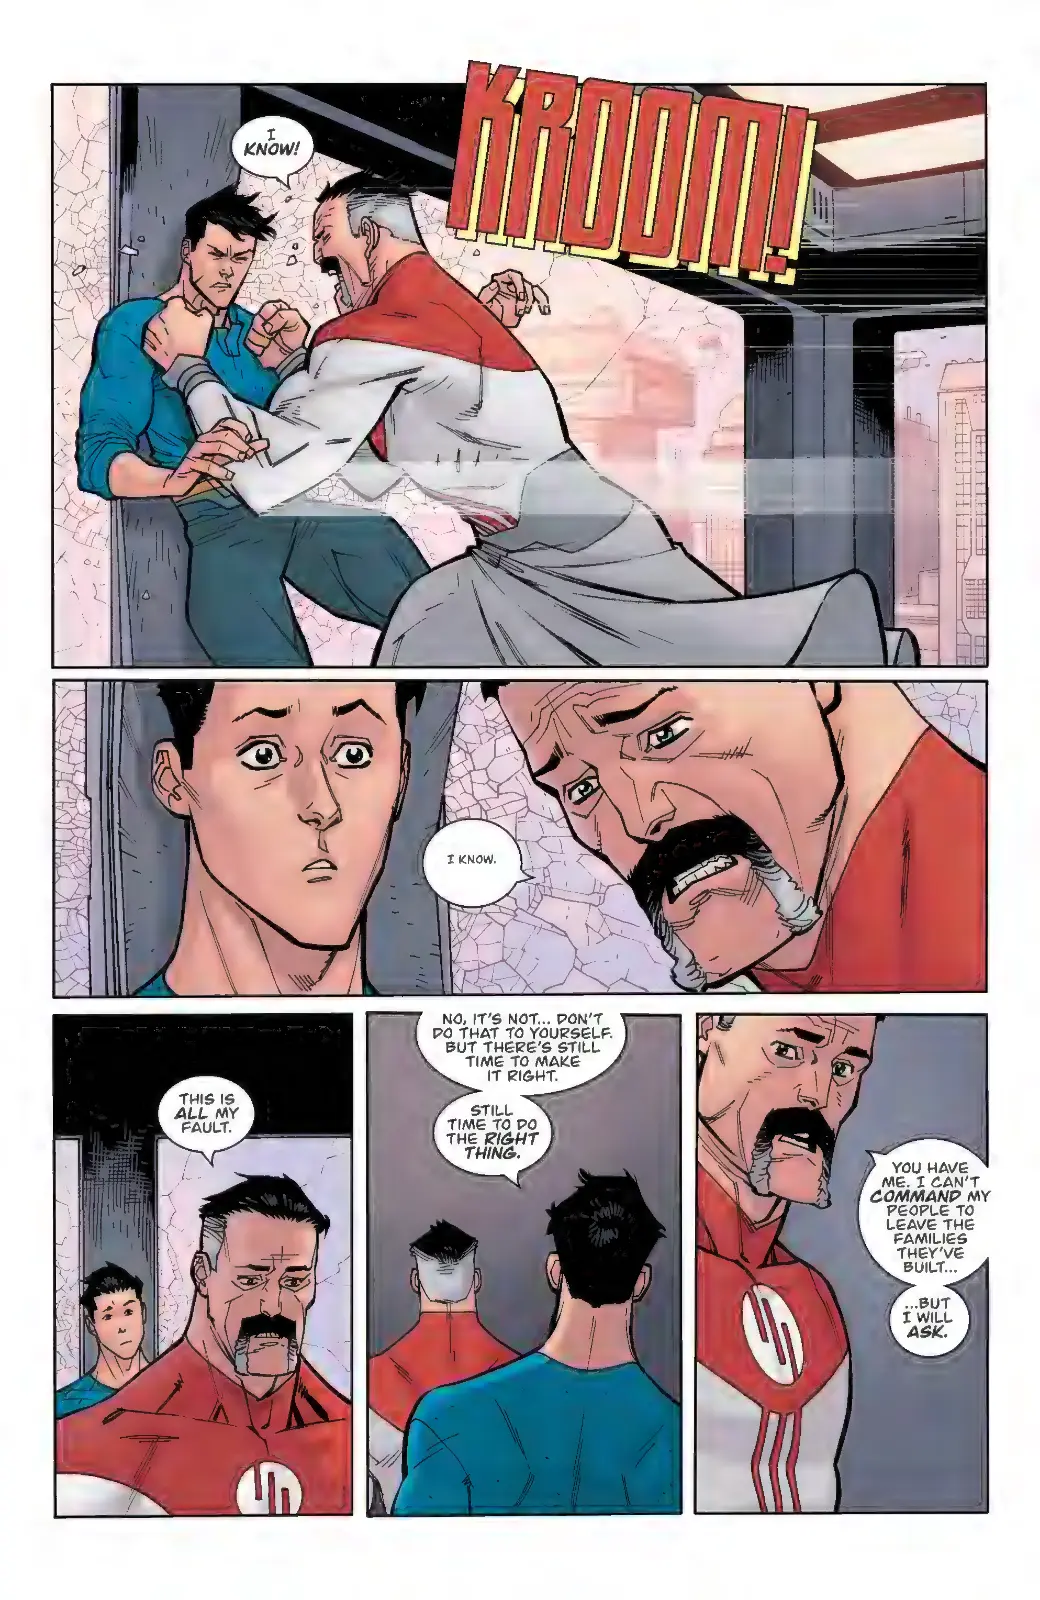 I
KNOW!
KROOM!
I KNOW.
THIS IS
ALL MY
FAULT.
NO, IT'S NOT... DON'T
DO THAT TO YOURSELF.
BUT THERE'S STILL
TIME TO MAKE
IT RIGHT.
STILL
TIME TO DO
THE RIGHT
THING.
YOU HAVE
ME. I CAN'T
COMMAND MY
PEOPLE TO
LEAVE THE
FAMILIES
THEY'VE
BUILT...
...BUT
I WILL
ASK.